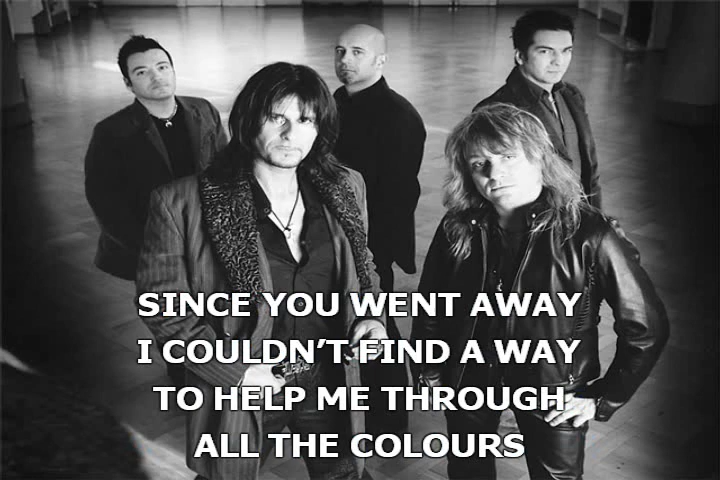 SINCE YOU WENT AWAY
I COULDN’T FIND A WAY
TO HELP ME THROUGH
ALL THE COLOURS